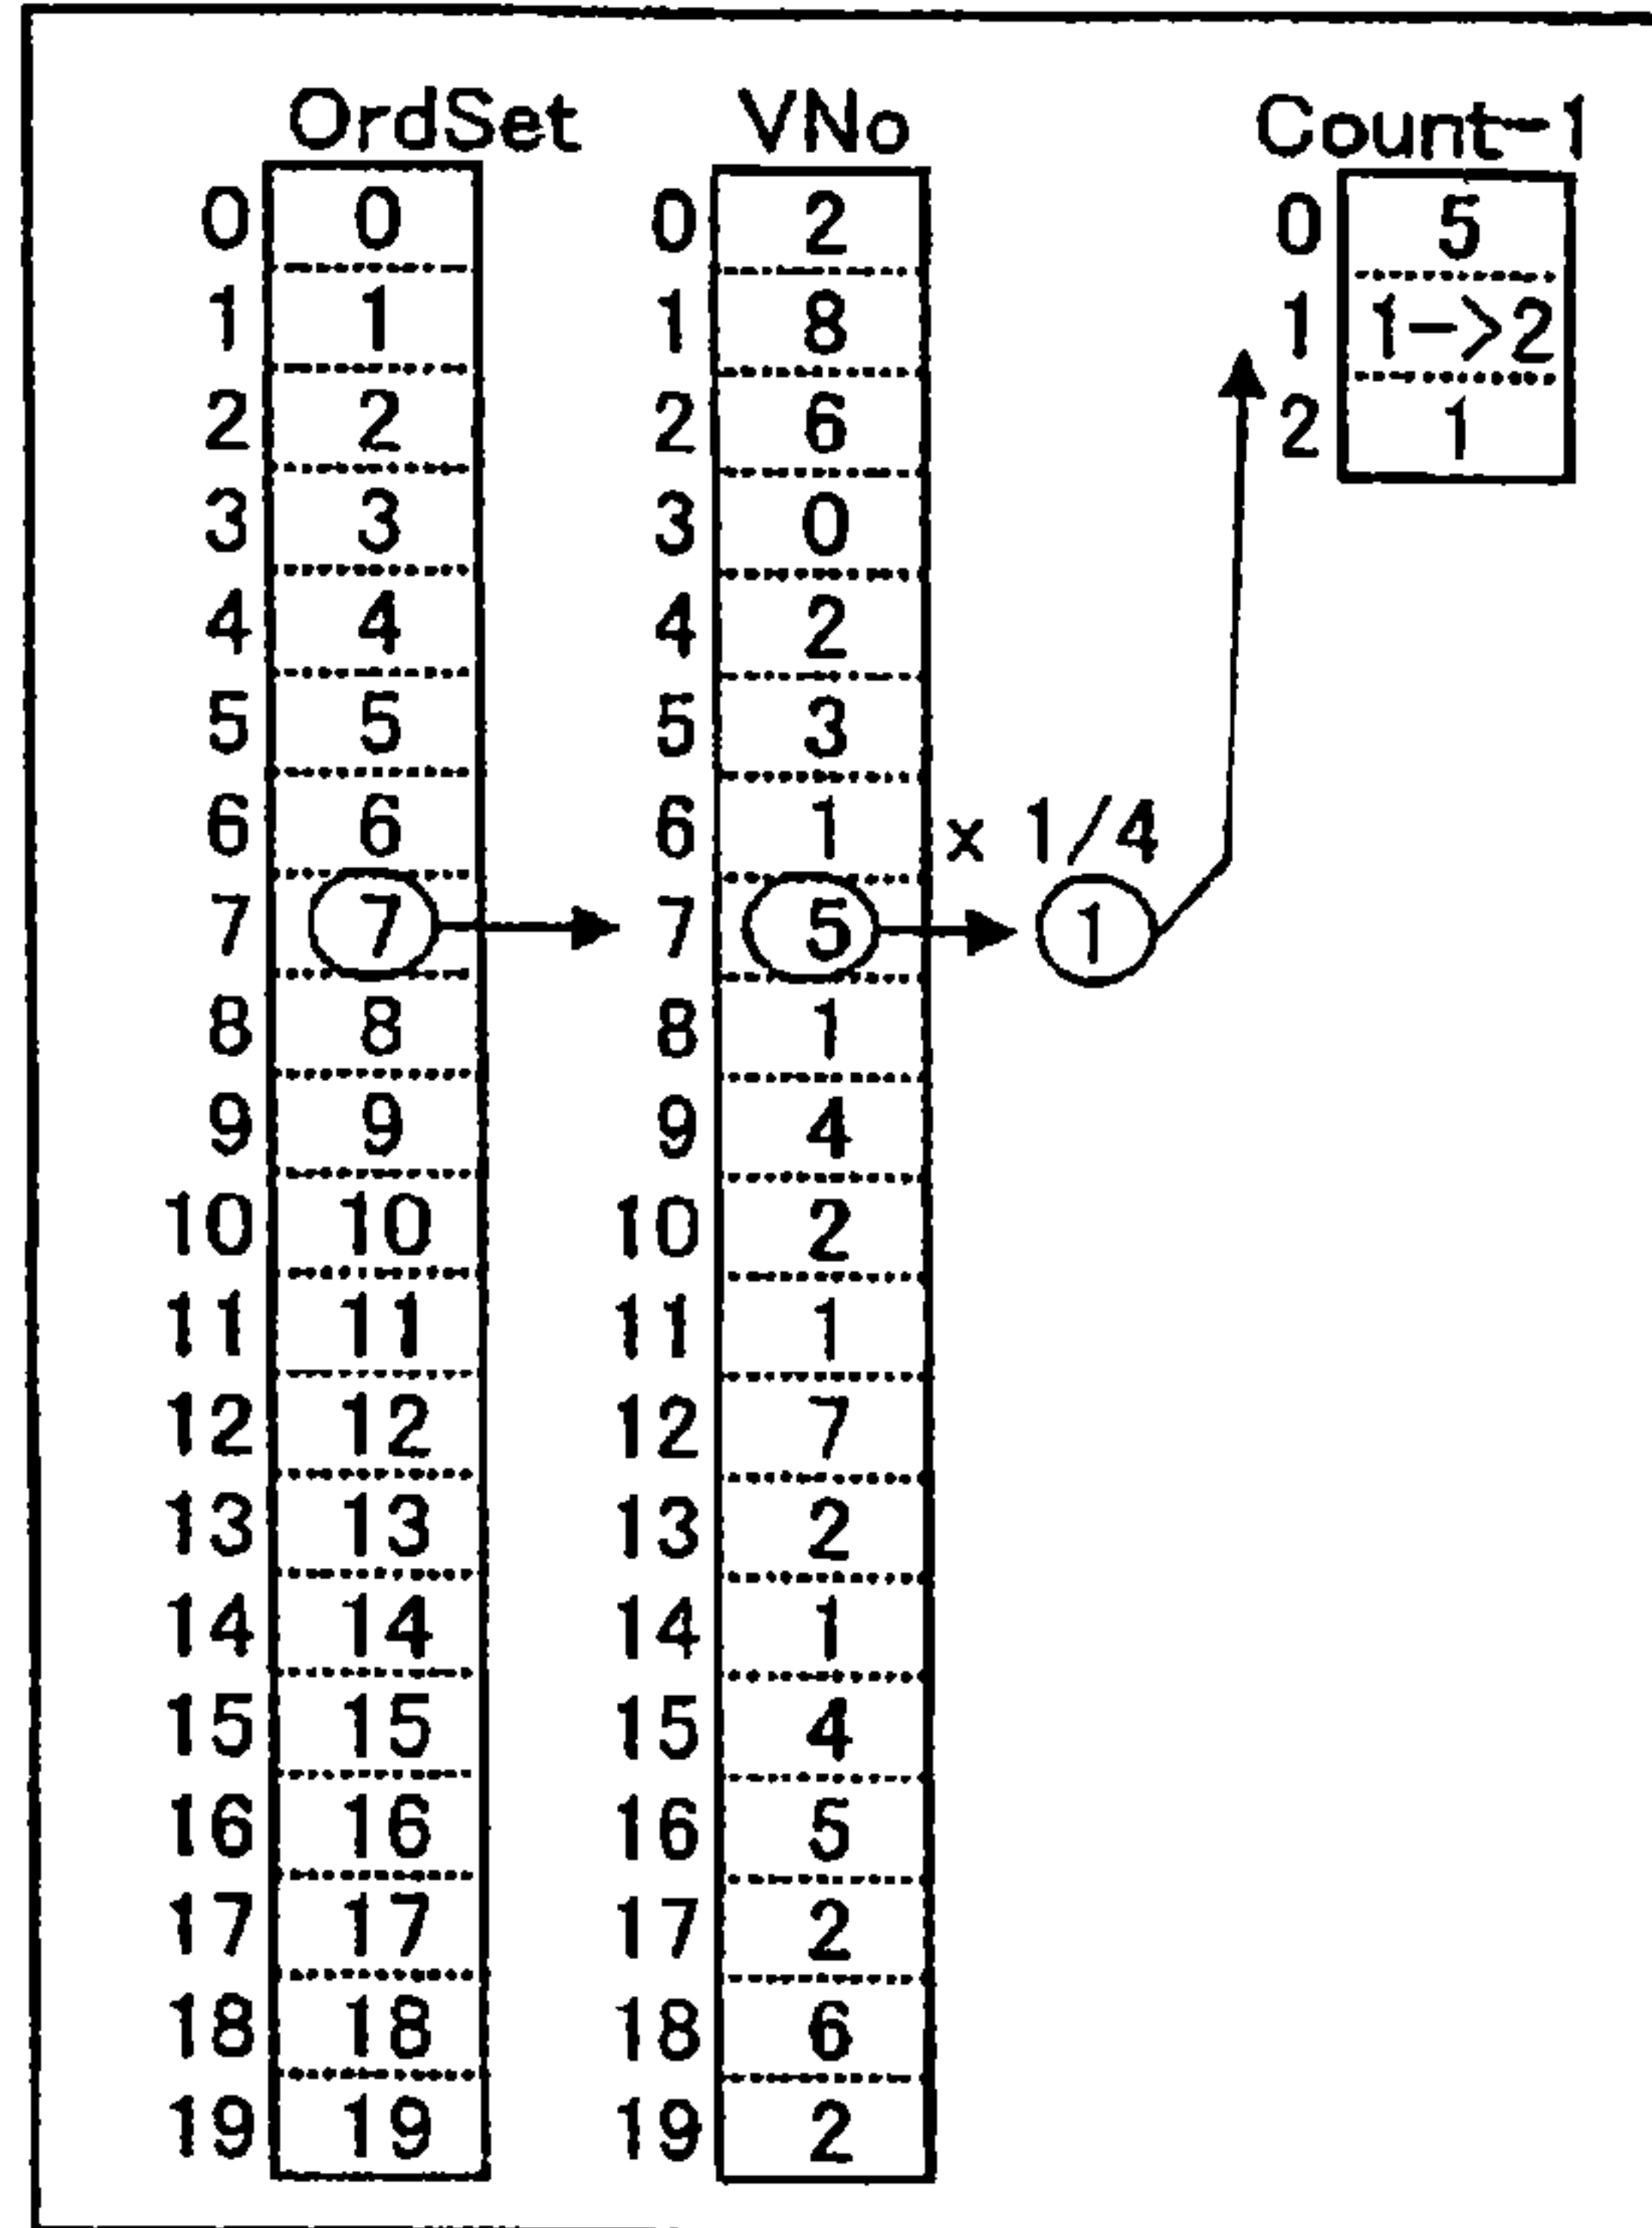 OrdSet VNo Count-1
0 0 0 2 0 5
1 1 1 8 1 1->2
2 2 2 6 2 1
3 3 3 0
4 4 4 2
5 5 5 3
6 6 6 1 x 1/4
7 7 7 5 1
8 8 8 1
9 9 9 4
10 10 10 2
11 11 11 1
12 12 12 7
13 13 13 2
14 14 14 1
15 15 15 4
16 16 16 5
17 17 17 2
18 18 18 6
19 19 19 2